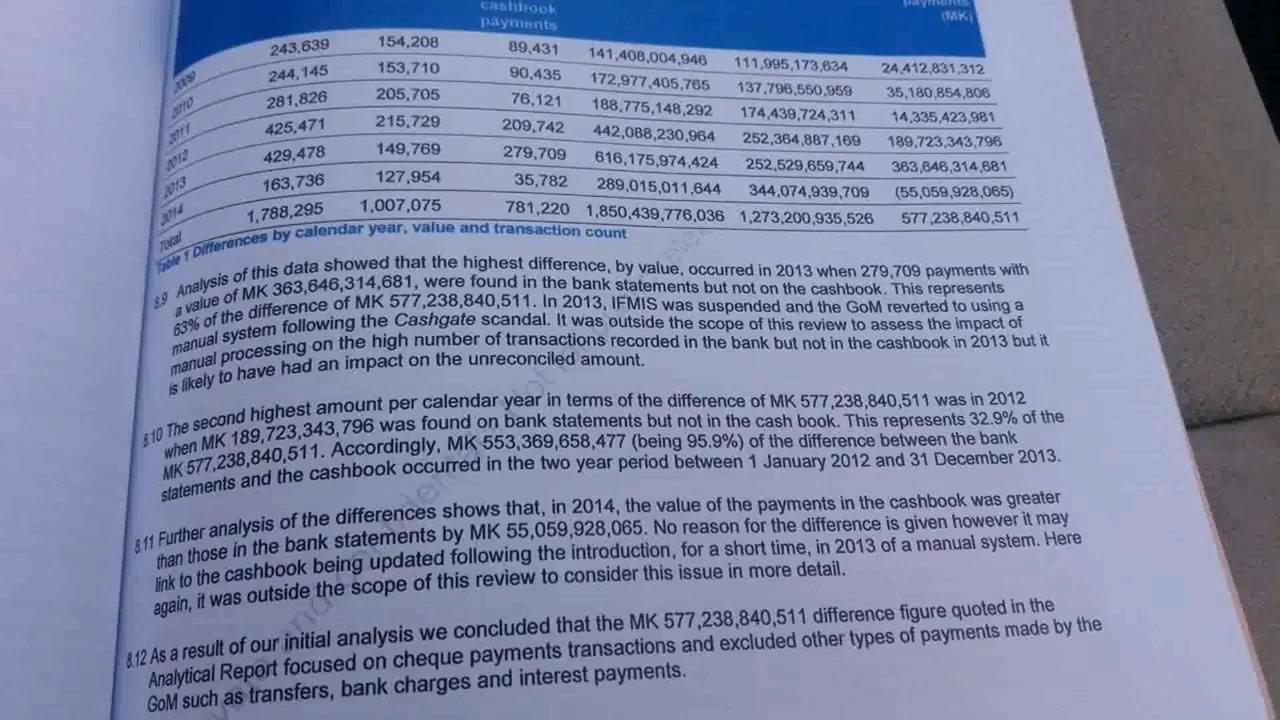 cashbook
payments
payments
(MK)
2009 243,639 154,208 89,431 141,408,004,946 111,995,173,634 24,412,831,312
2010 244,145 153,710 90,435 172,977,405,765 137,796,550,959 35,180,854,806
2011 281,826 205,705 76,121 188,775,148,292 174,439,724,311 14,335,423,981
2012 425,471 215,729 209,742 442,088,230,964 252,364,887,169 189,723,343,796
2013 429,478 149,769 279,709 616,175,974,424 252,529,659,744 363,646,314,681
2014 163,736 127,954 35,782 289,015,011,644 344,074,939,709 (55,059,928,065)
Total 1,788,295 1,007,075 781,220 1,850,439,776,036 1,273,200,935,526 577,238,840,511
Table 1 Differences by calendar year, value and transaction count
8.9 Analysis of this data showed that the highest difference, by value, occurred in 2013 when 279,709 payments with
a value of MK 363,646,314,681, were found in the bank statements but not on the cashbook. This represents
63% of the difference of MK 577,238,840,511. In 2013, IFMIS was suspended and the GoM reverted to using a
manual system following the Cashgate scandal. It was outside the scope of this review to assess the impact of
manual processing on the high number of transactions recorded in the bank but not in the cashbook in 2013 but it
is likely to have had an impact on the unreconciled amount.
8.10 The second highest amount per calendar year in terms of the difference of MK 577,238,840,511 was in 2012
when MK 189,723,343,796 was found on bank statements but not in the cash book. This represents 32.9% of the
MK 577,238,840,511. Accordingly, MK 553,369,658,477 (being 95.9%) of the difference between the bank
statements and the cashbook occurred in the two year period between 1 January 2012 and 31 December 2013.
8.11 Further analysis of the differences shows that, in 2014, the value of the payments in the cashbook was greater
than those in the bank statements by MK 55,059,928,065. No reason for the difference is given however it may
link to the cashbook being updated following the introduction, for a short time, in 2013 of a manual system. Here
again, it was outside the scope of this review to consider this issue in more detail.
8.12 As a result of our initial analysis we concluded that the MK 577,238,840,511 difference figure quoted in the
Analytical Report focused on cheque payments transactions and excluded other types of payments made by the
GoM such as transfers, bank charges and interest payments.